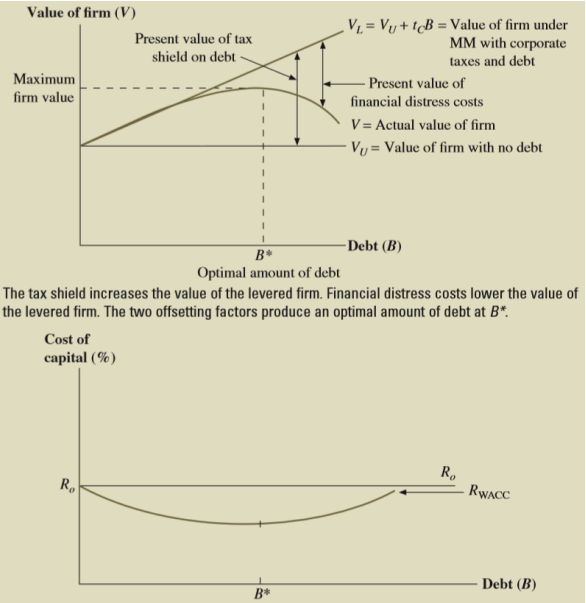 Value of firm (V)
Present value of tax
shield on debt
V_L = V_U + t_CB = Value of firm under
MM with corporate
taxes and debt
Maximum
firm value
Present value of
financial distress costs
V = Actual value of firm
V_U = Value of firm with no debt
Debt (B)
B*
Optimal amount of debt
The tax shield increases the value of the levered firm. Financial distress costs lower the value of
the levered firm. The two offsetting factors produce an optimal amount of debt at B*.
Cost of
capital (%)
R_o
R_o
R_WACC
Debt (B)
B*